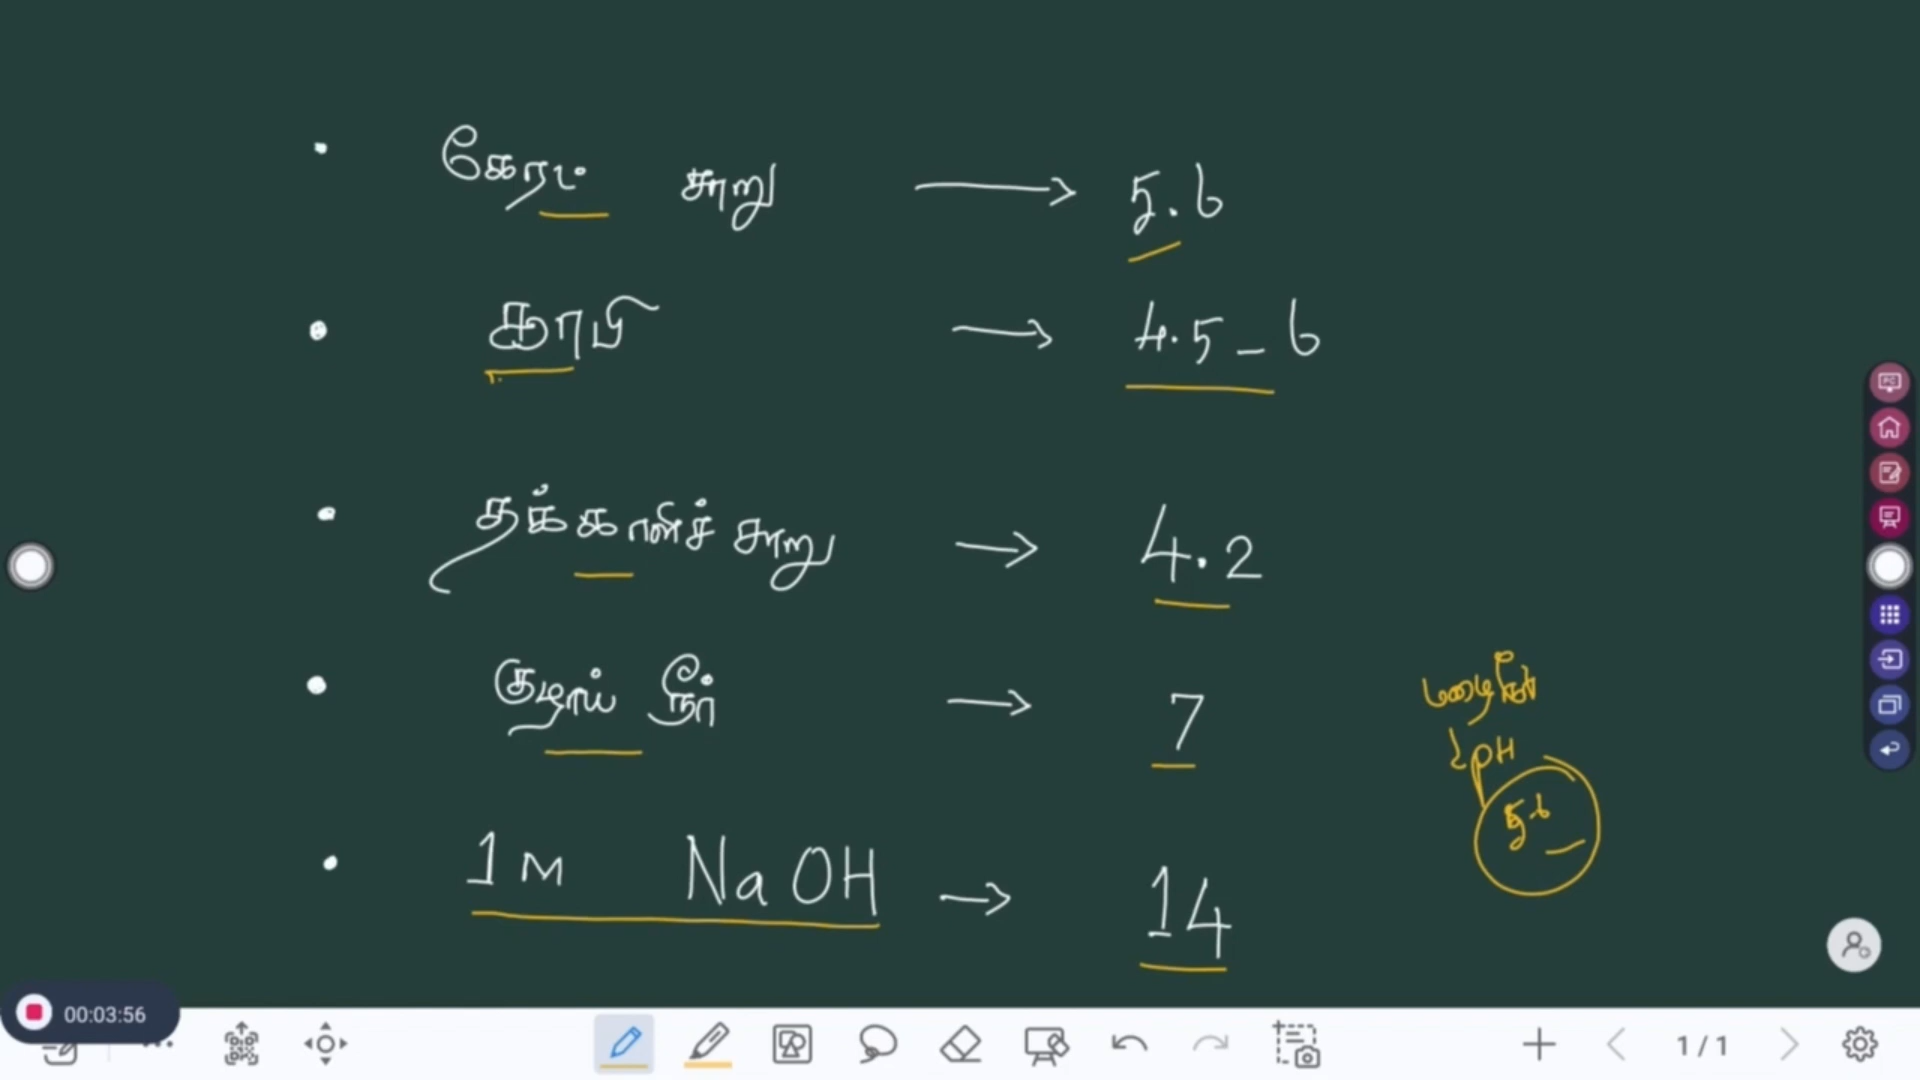 • கேரட் சாறு → 5.6
• காபி → 4.5 - 6
• தக்காளிச் சாறு → 4.2
• குழாய் நீர் → 7
மழைநீர்
pH
5.6
• 1M NaOH → 14
00:03:56
1 / 1